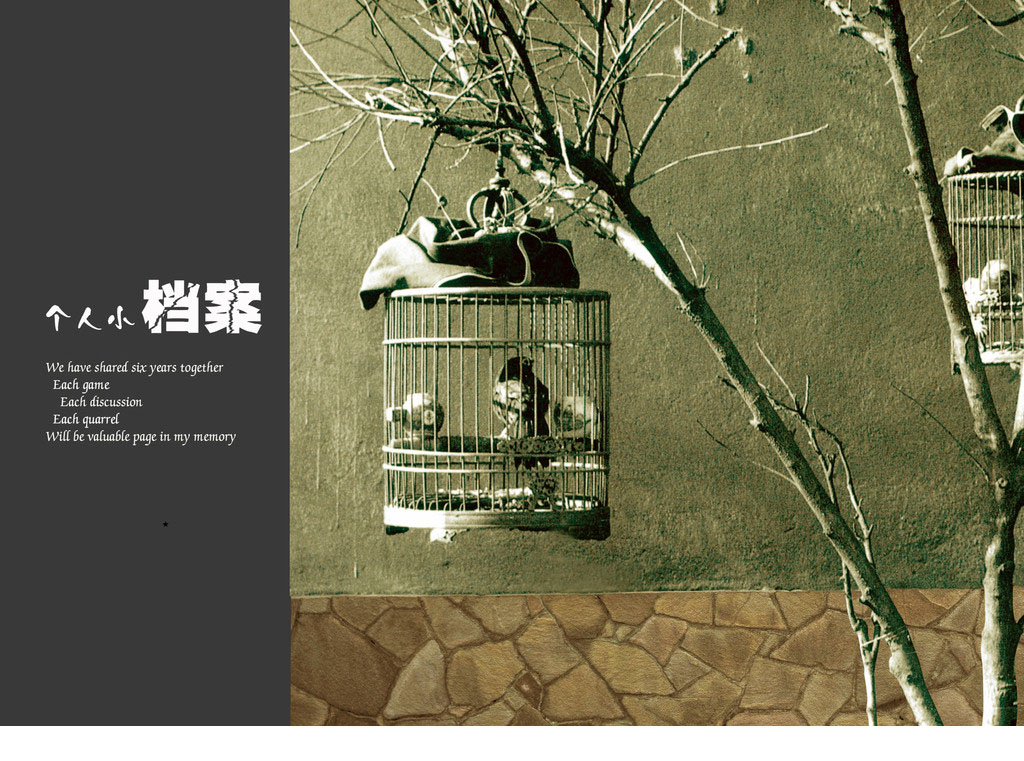 个人小档案
We have shared six years together
Each game
Each discussion
Each quarrel
Will be valuable page in my memory